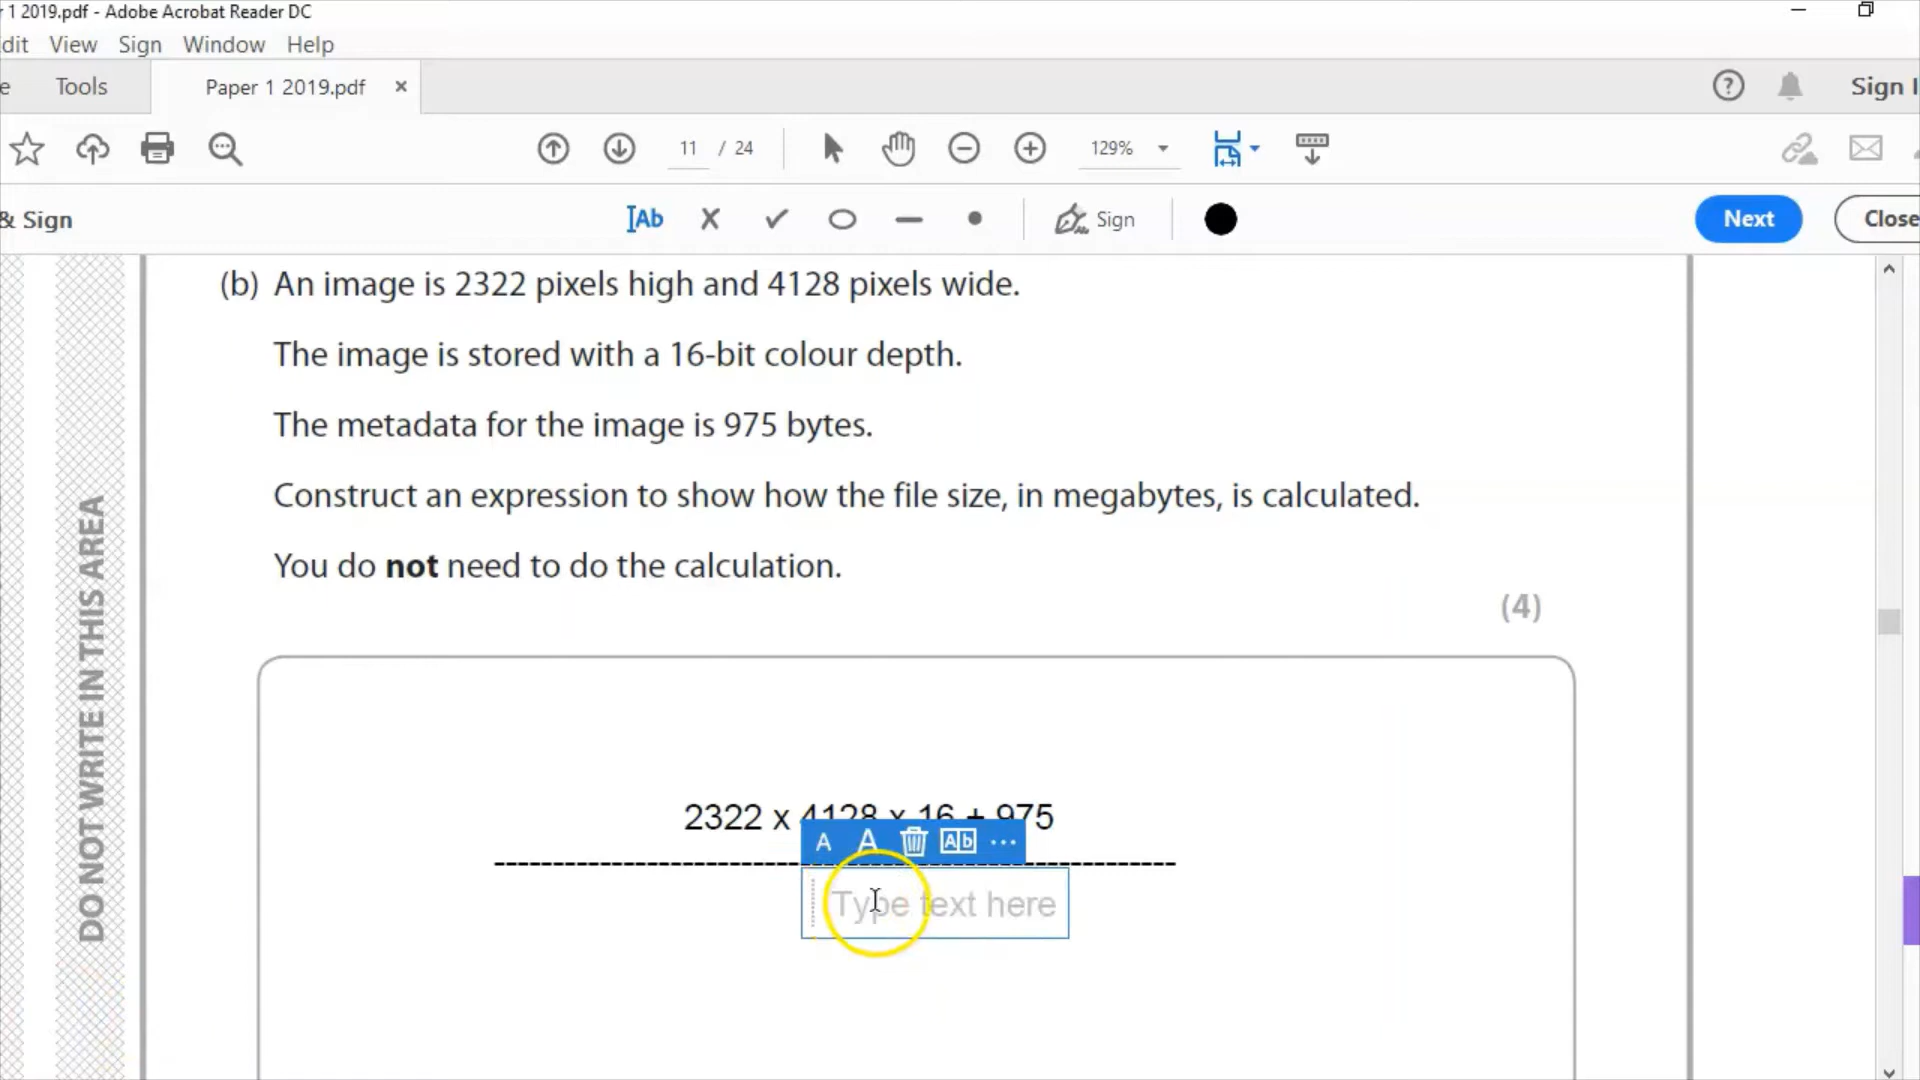 r 1 2019.pdf - Adobe Acrobat Reader DC
dit View Sign Window Help
e Tools Paper 1 2019.pdf ×
Sign I
11 / 24 129%
& Sign
IAb Sign Next Close
(b) An image is 2322 pixels high and 4128 pixels wide.
The image is stored with a 16-bit colour depth.
The metadata for the image is 975 bytes.
Construct an expression to show how the file size, in megabytes, is calculated.
You do not need to do the calculation.
(4)
DO NOT WRITE IN THIS AREA
2322 x 4128 x 16 + 975
A A Ab ...
Type text here